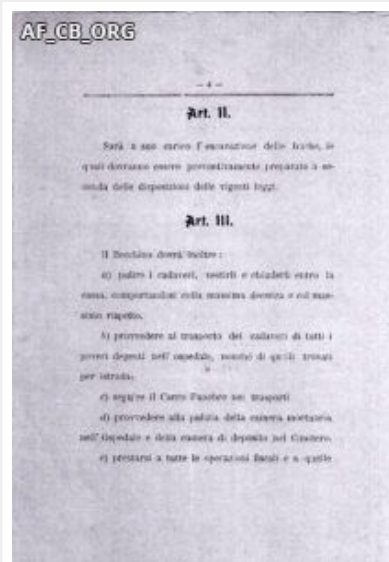 AF_CB_ORG
— 4 —
Art. II.
Sarà a suo carico l'escavazione delle fosse, le
quali dovranno essere preventivamente preparate a se-
conda delle disposizioni delle vigenti leggi.
Art. III.
Il Becchino dovrà inoltre :
a) pulire i cadaveri, vestirli e chiuderli entro la
cassa, comportandosi colla massima decenza e col mas-
simo rispetto.
b) provvedere al trasporto dei cadaveri di tutti i
poveri degenti nell' ospedale, nonché di quelli trovati
per istrada.
c) seguire il Carro Funebre nei trasporti
d) provvedere alla pulizia della camera mortuaria
nell' Ospedale e della camera di deposito nel Cimitero.
e) prestarsi a tutte le operazioni fiscali e a quelle